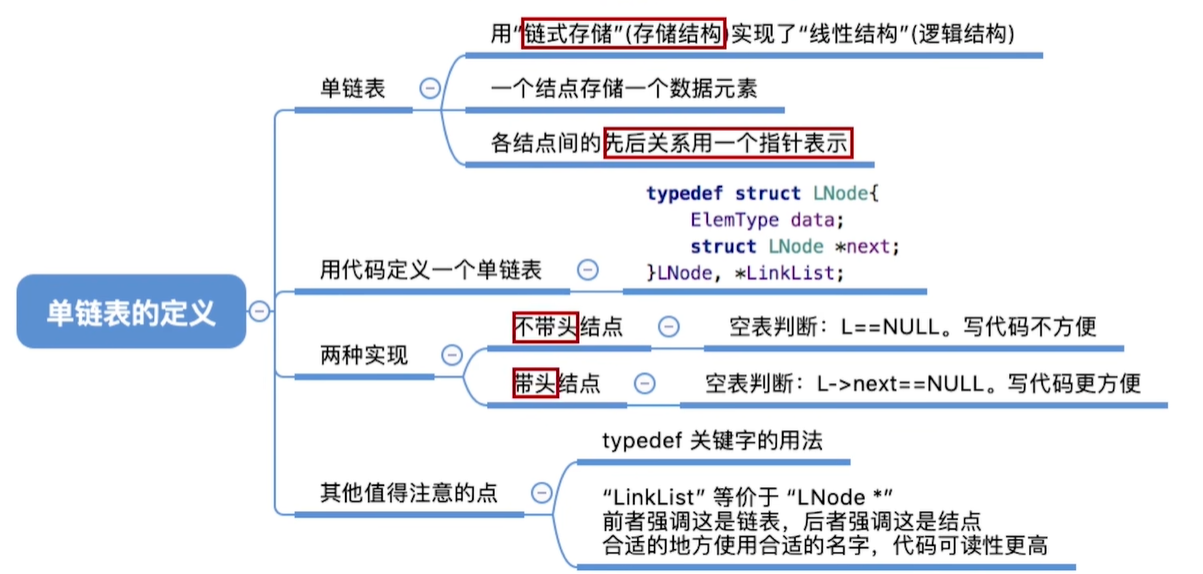 用“链式存储”(存储结构)实现了“线性结构”(逻辑结构)
单链表
一个结点存储一个数据元素
各结点间的先后关系用一个指针表示
typedef struct LNode{
ElemType data;
struct LNode *next;
}LNode, *LinkList;
用代码定义一个单链表
单链表的定义
不带头结点
空表判断：L==NULL。写代码不方便
两种实现
带头结点
空表判断：L->next==NULL。写代码更方便
typedef 关键字的用法
其他值得注意的点
“LinkList” 等价于 “LNode *”
前者强调这是链表，后者强调这是结点
合适的地方使用合适的名字，代码可读性更高